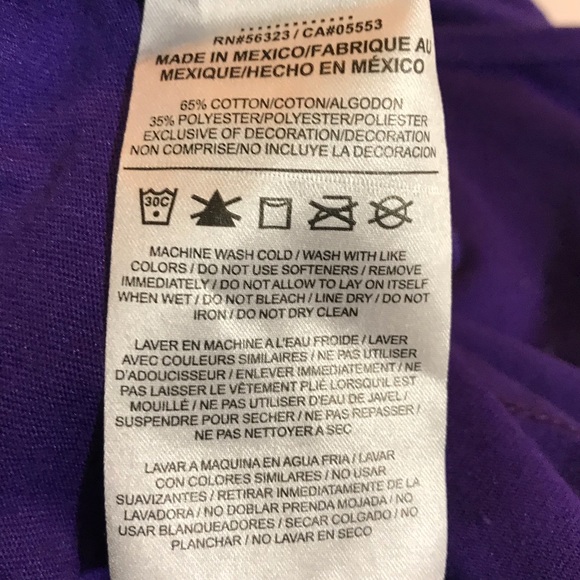 RN#56323 / CA#05553
MADE IN MEXICO/FABRIQUE AU
MEXIQUE/HECHO EN MÉXICO
65% COTTON/COTON/ALGODON
35% POLYESTER/POLYESTER/POLIESTER
EXCLUSIVE OF DECORATION/DECORATION
NON COMPRISE/NO INCLUYE LA DECORACION
30C
MACHINE WASH COLD / WASH WITH LIKE
COLORS / DO NOT USE SOFTENERS / REMOVE
IMMEDIATELY / DO NOT ALLOW TO LAY ON ITSELF
WHEN WET / DO NOT BLEACH / LINE DRY / DO NOT
IRON / DO NOT DRY CLEAN
LAVER EN MACHINE A L'EAU FROIDE / LAVER
AVEC COULEURS SIMILAIRES / NE PAS UTILISER
D'ADOUCISSEUR / ENLEVER IMMEDIATEMENT / NE
PAS LAISSER LE VÊTEMENT PLIÉ LORSQU'IL EST
MOUILLÉ / NE PAS UTILISER D'EAU DE JAVEL /
SUSPENDRE POUR SECHER / NE PAS REPASSER /
NE PAS NETTOYER A SEC
LAVAR A MAQUINA EN AGUA FRIA / LAVAR
CON COLORES SIMILARES / NO USAR
SUAVIZANTES / RETIRAR INMEDIATAMENTE DE LA
LAVADORA / NO DOBLAR PRENDA MOJADA / NO
USAR BLANQUEADORES / SECAR COLGADO / NO
PLANCHAR / NO LAVAR EN SECO